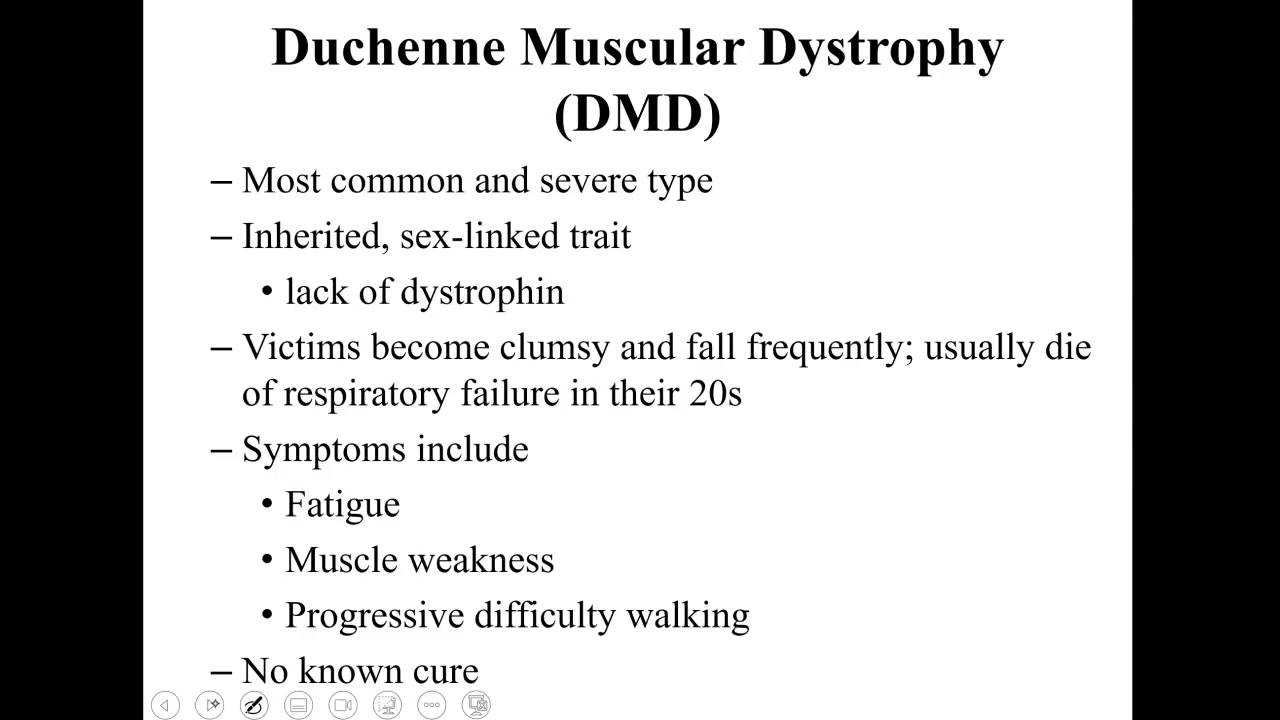 Duchenne Muscular Dystrophy
(DMD)
– Most common and severe type
– Inherited, sex-linked trait
• lack of dystrophin
– Victims become clumsy and fall frequently; usually die
of respiratory failure in their 20s
– Symptoms include
• Fatigue
• Muscle weakness
• Progressive difficulty walking
– No known cure